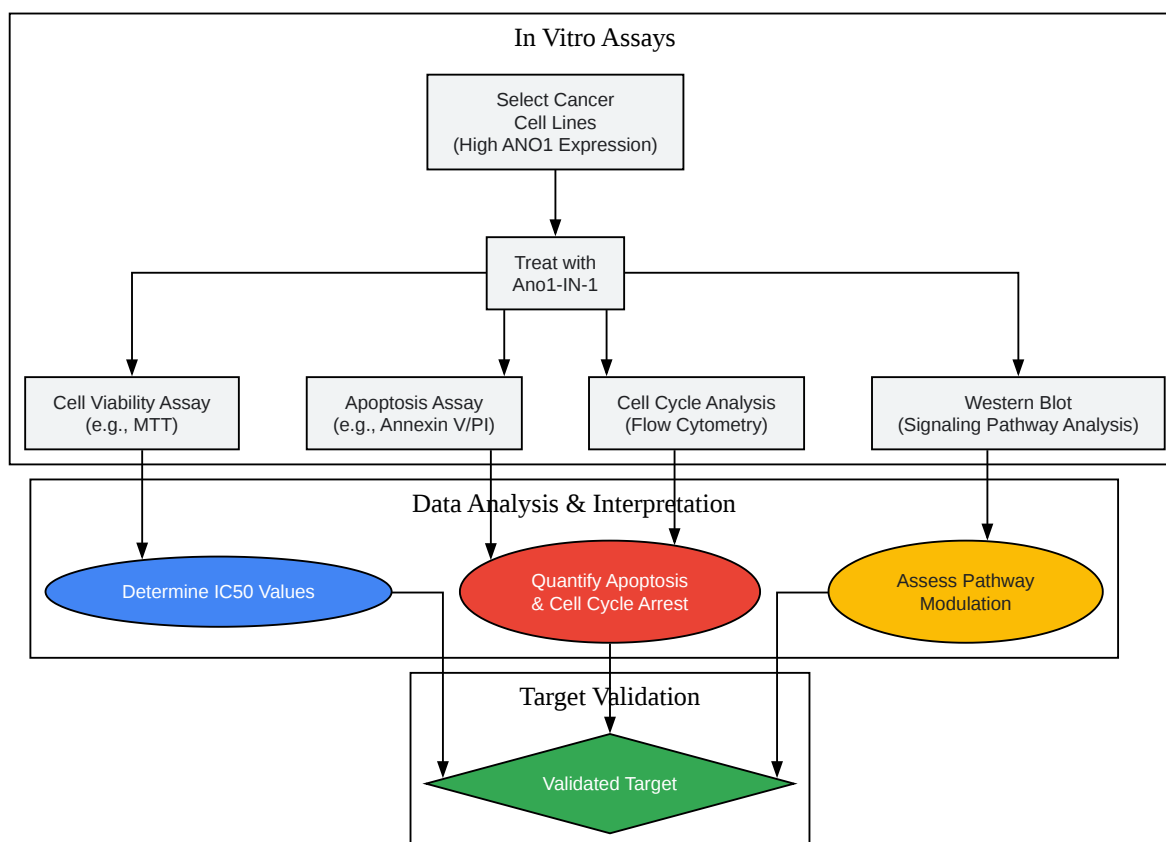 In Vitro Assays
Select Cancer
Cell Lines
(High ANO1 Expression)
Treat with
Ano1-IN-1
Cell Viability Assay
(e.g., MTT)
Apoptosis Assay
(e.g., Annexin V/PI)
Cell Cycle Analysis
(Flow Cytometry)
Western Blot
(Signaling Pathway Analysis)
Data Analysis & Interpretation
Determine IC50 Values
Quantify Apoptosis
& Cell Cycle Arrest
Assess Pathway
Modulation
Target Validation
Validated Target